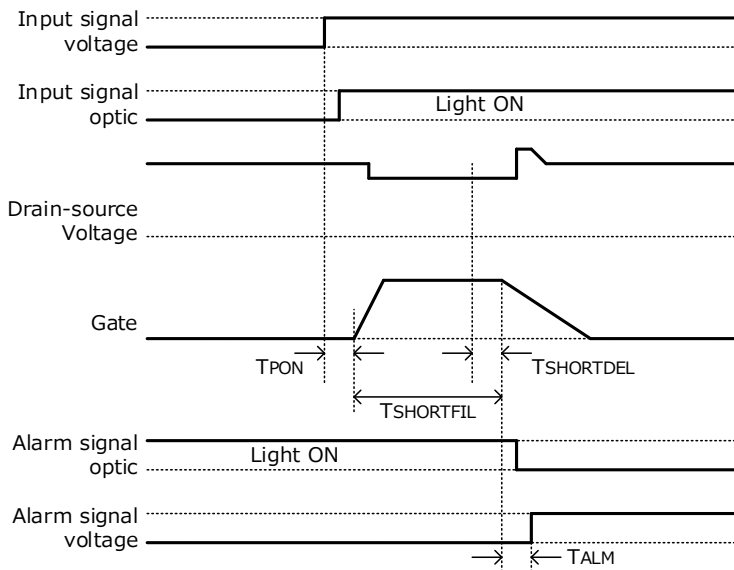 Input signal
voltage
Input signal
optic
Light ON
Drain-source
Voltage
Gate
TPON
TSHORTDEL
TSHORTFIL
Alarm signal
optic
Light ON
Alarm signal
voltage
TALM